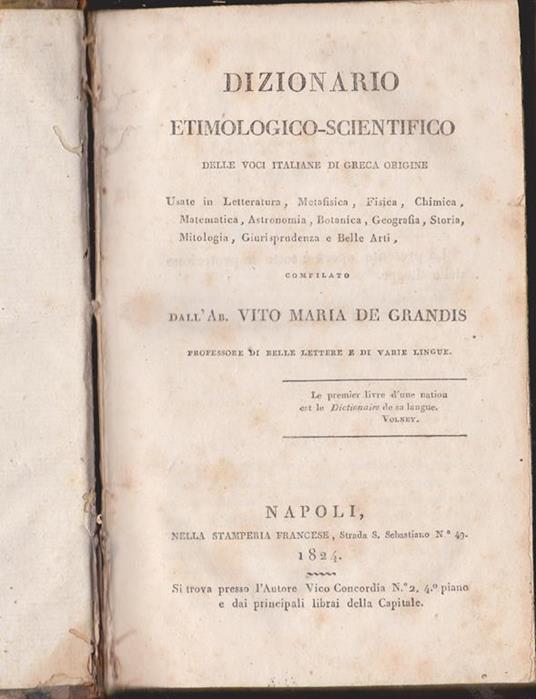 DIZIONARIO
ETIMOLOGICO-SCIENTIFICO
DELLE VOCI ITALIANE DI GRECA ORIGINE
Usate in Letteratura, Metafisica, Fisica, Chimica,
Matematica, Astronomia, Botanica, Geografia, Storia,
Mitologia, Giurisprudenza e Belle Arti,
COMPILATO
DALL'AB. VITO MARIA DE GRANDIS
PROFESSORE DI BELLE LETTERE E DI VARIE LINGUE.
Le premier livre d'une nation
est le Dictionaire de sa langue.
VOLNEY.
NAPOLI,
NELLA STAMPERIA FRANCESE, Strada S. Sebastiano N.° 49.
1824.
Si trova presso l'Autore Vico Concordia N.° 2, 4.° piano
e dai principali librai della Capitale.